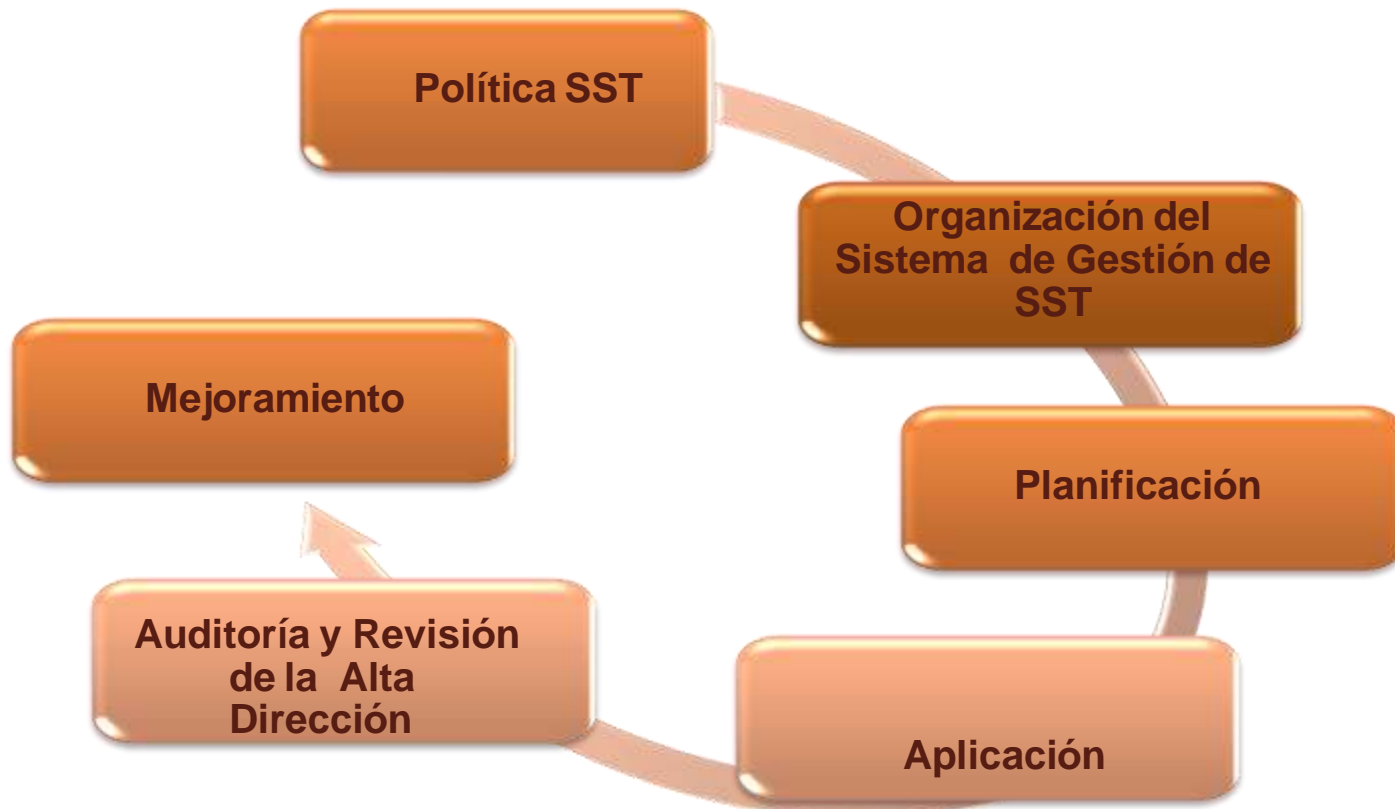 Política SST
Organización del
Sistema de Gestión de
SST
Planificación
Aplicación
Auditoría y Revisión
de la Alta
Dirección
Mejoramiento